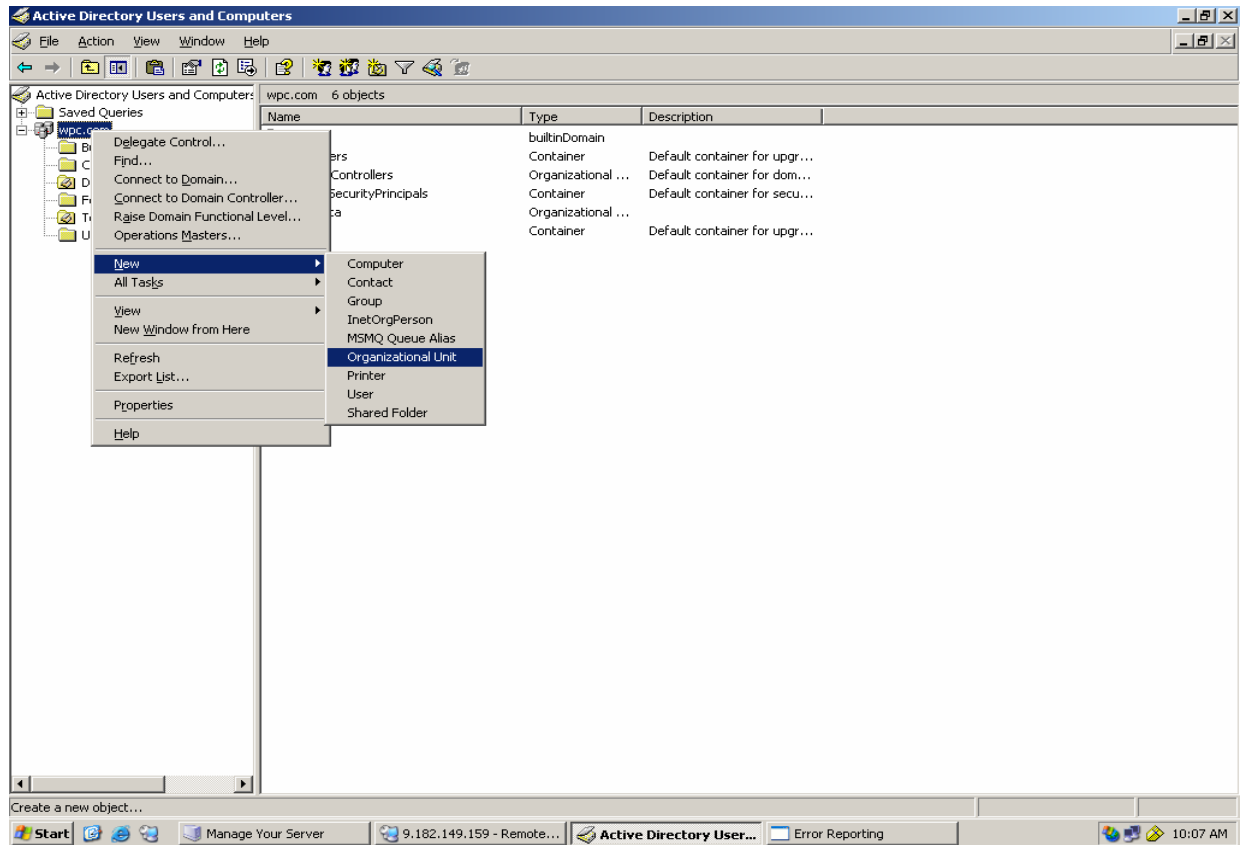 Active Directory Users and Computers
File Action View Window Help
Active Directory Users and Computers
wpc.com 6 objects
Saved Queries
wpc.com
Name Type Description
builtinDomain
ers Container Default container for upgr...
Controllers Organizational ... Default container for dom...
SecurityPrincipals Container Default container for secu...
ca Organizational ...
Container Default container for upgr...
Delegate Control...
Find...
Connect to Domain...
Connect to Domain Controller...
Raise Domain Functional Level...
Operations Masters...
New
All Tasks
View
New Window from Here
Refresh
Export List...
Properties
Help
Computer
Contact
Group
InetOrgPerson
MSMQ Queue Alias
Organizational Unit
Printer
User
Shared Folder
Create a new object...
Start Manage Your Server 9.182.149.159 - Remote... Active Directory User... Error Reporting 10:07 AM